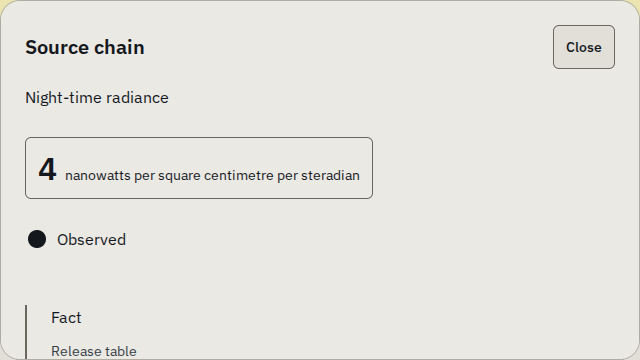 Source chain
Close
Night-time radiance
4 nanowatts per square centimetre per steradian
Observed
Fact
Release table